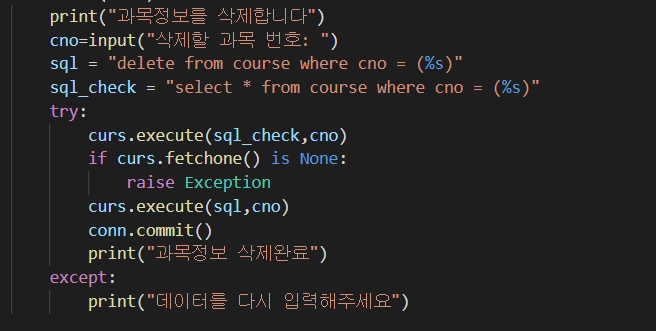 print("과목정보를 삭제합니다")
cno=input("삭제할 과목 번호: ")
sql = "delete from course where cno = (%s)"
sql_check = "select * from course where cno = (%s)"
try:
    curs.execute(sql_check,cno)
    if curs.fetchone() is None:
        raise Exception
    curs.execute(sql,cno)
    conn.commit()
    print("과목정보 삭제완료")
except:
    print("데이터를 다시 입력해주세요")